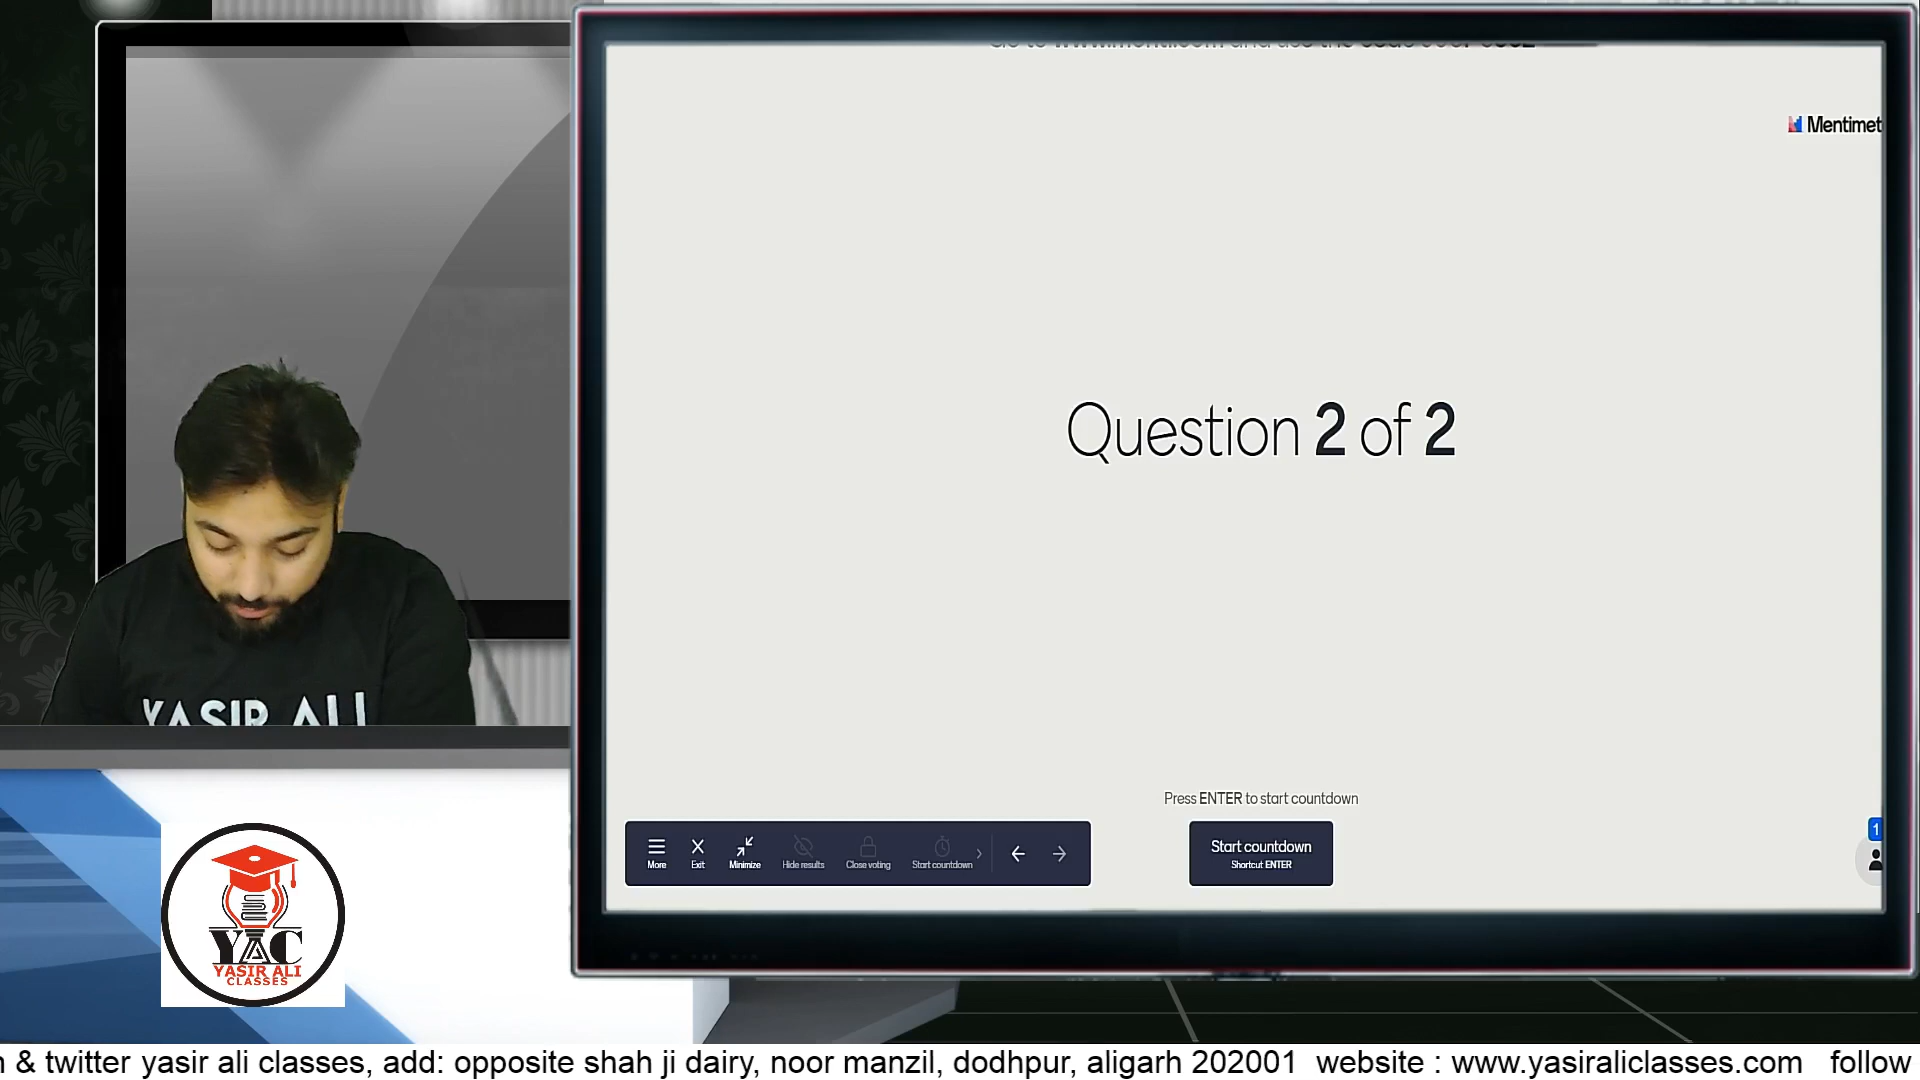 Mentimet
Question 2 of 2
Press ENTER to start countdown
Start countdown
Shortcut ENTER
More
Exit
Minimize
Hide results
Close voting
Start countdown
1
YASIR ALI
YAC
YASIR ALI
CLASSES
& twitter yasir ali classes, add: opposite shah ji dairy, noor manzil, dodhpur, aligarh 202001 website : www.yasiraliclasses.com follow